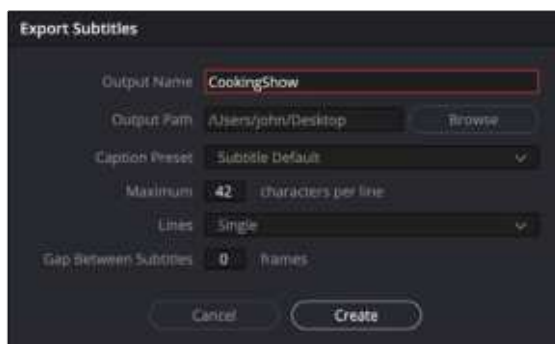 Export Subtitles
Output Name CookingShow
Output Path /Users/john/Desktop Browse
Caption Preset Subtitle Default
Maximum 42 characters per line
Lines Single
Gap Between Subtitles 0 frames
Cancel Create